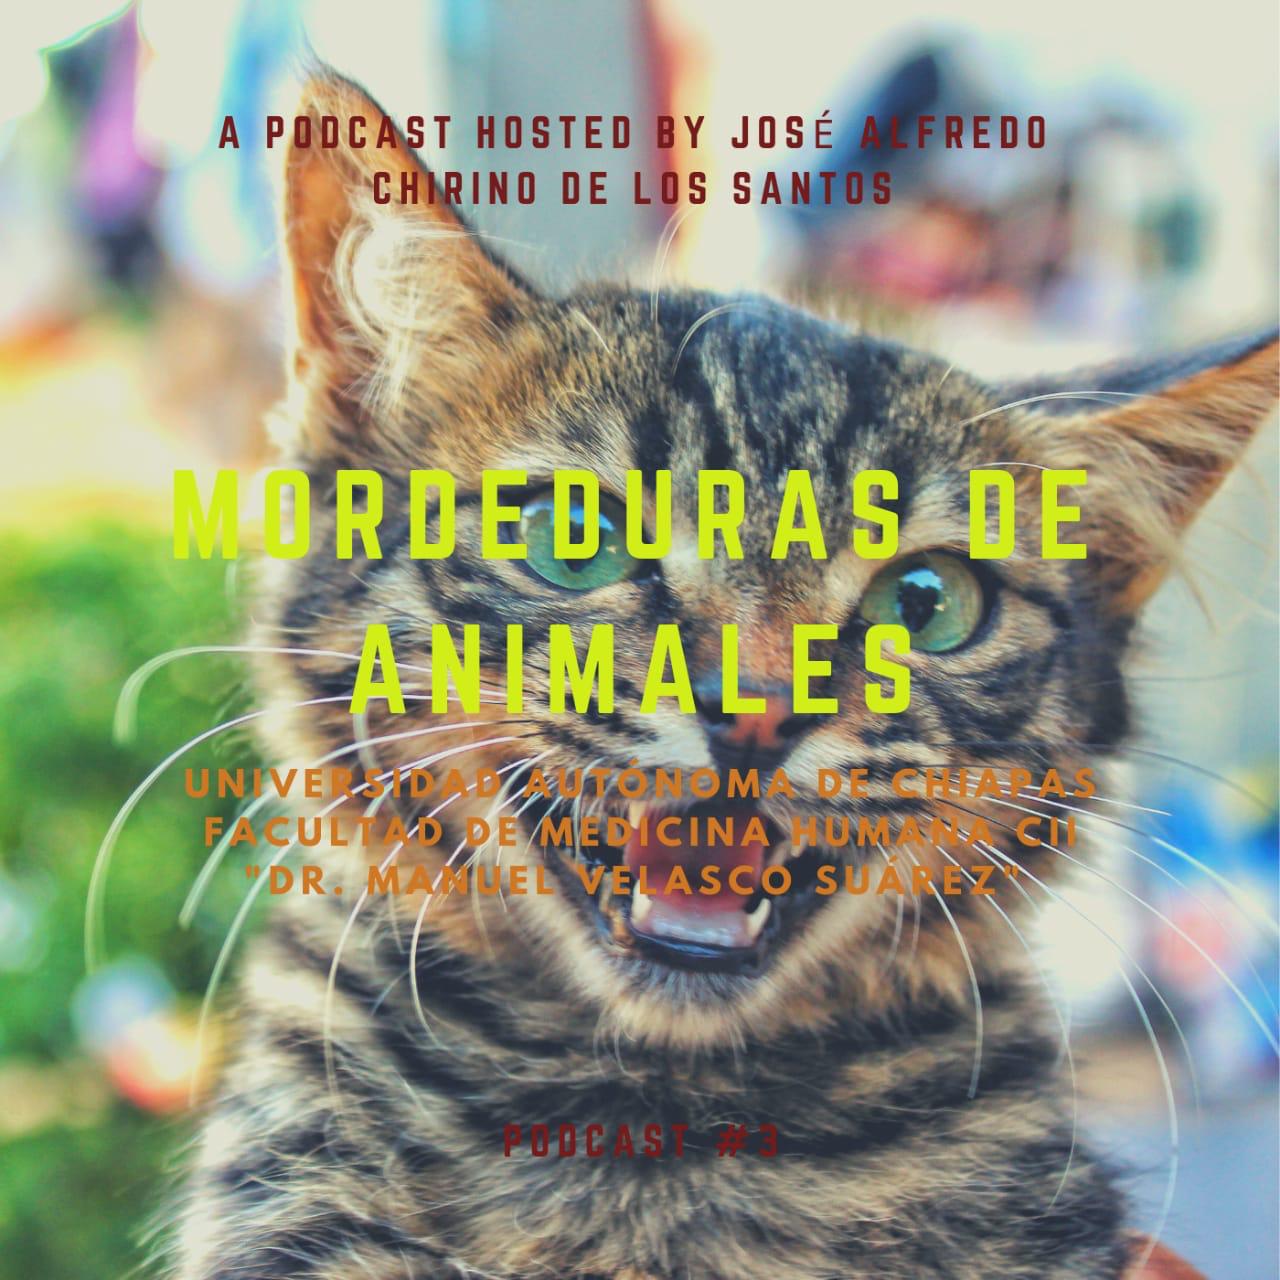 A PODCAST HOSTED BY JOSÉ ALFREDO
CHIRINO DE LOS SANTOS
MORDEDURAS DE
ANIMALES
UNIVERSIDAD AUTÓNOMA DE CHIAPAS
FACULTAD DE MEDICINA HUMANA CII
"DR. MANUEL VELASCO SUÁREZ"
PODCAST #3